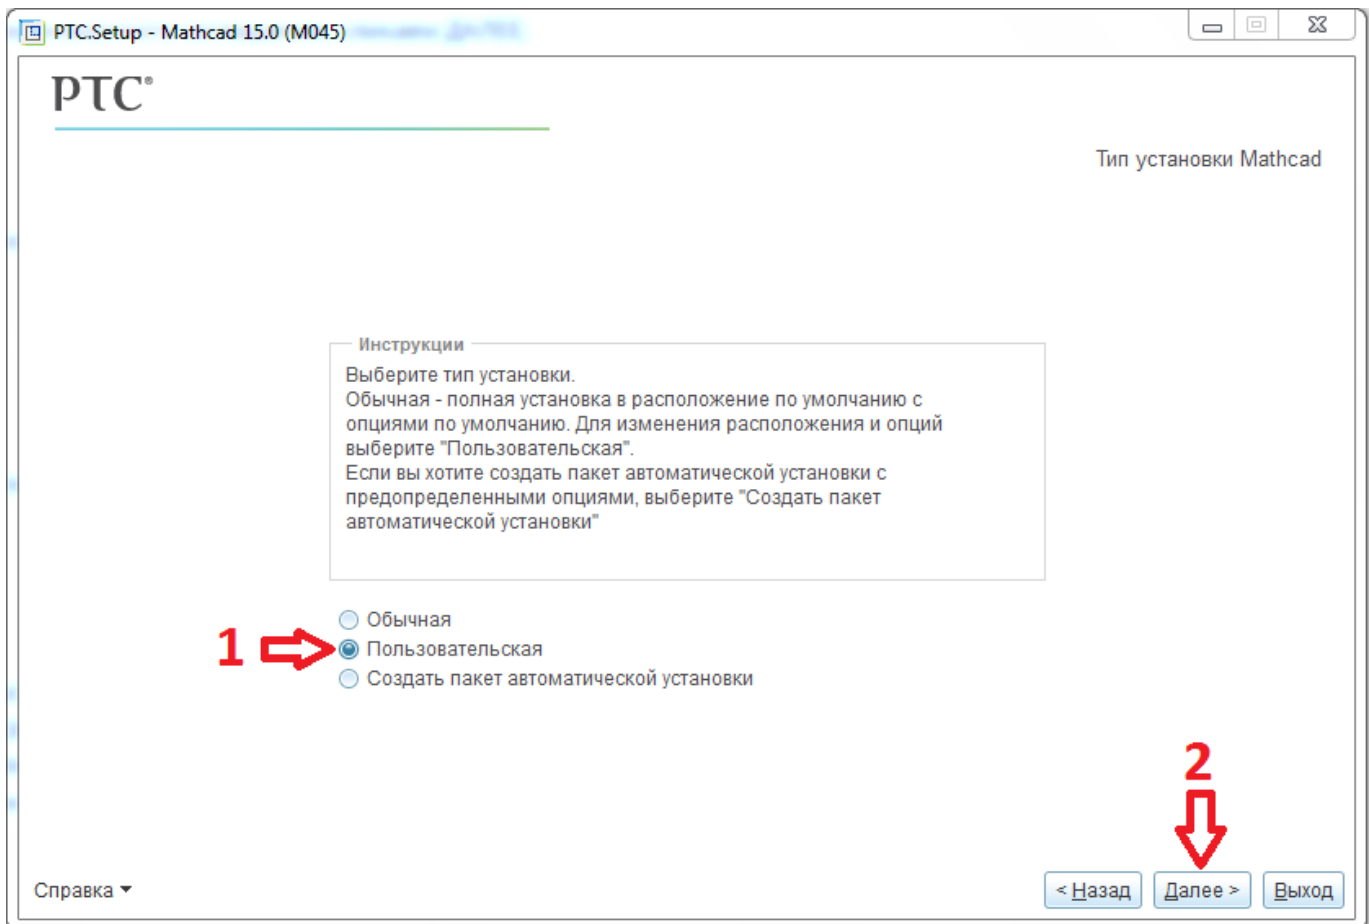 PTC.Setup - Mathcad 15.0 (M045)
PTC®
Тип установки Mathcad
Инструкции
Выберите тип установки.
Обычная - полная установка в расположение по умолчанию с
опциями по умолчанию. Для изменения расположения и опций
выберите "Пользовательская".
Если вы хотите создать пакет автоматической установки с
предопределенными опциями, выберите "Создать пакет
автоматической установки"
Обычная
1 Пользовательская
Создать пакет автоматической установки
2
Справка < Назад Далее > Выход